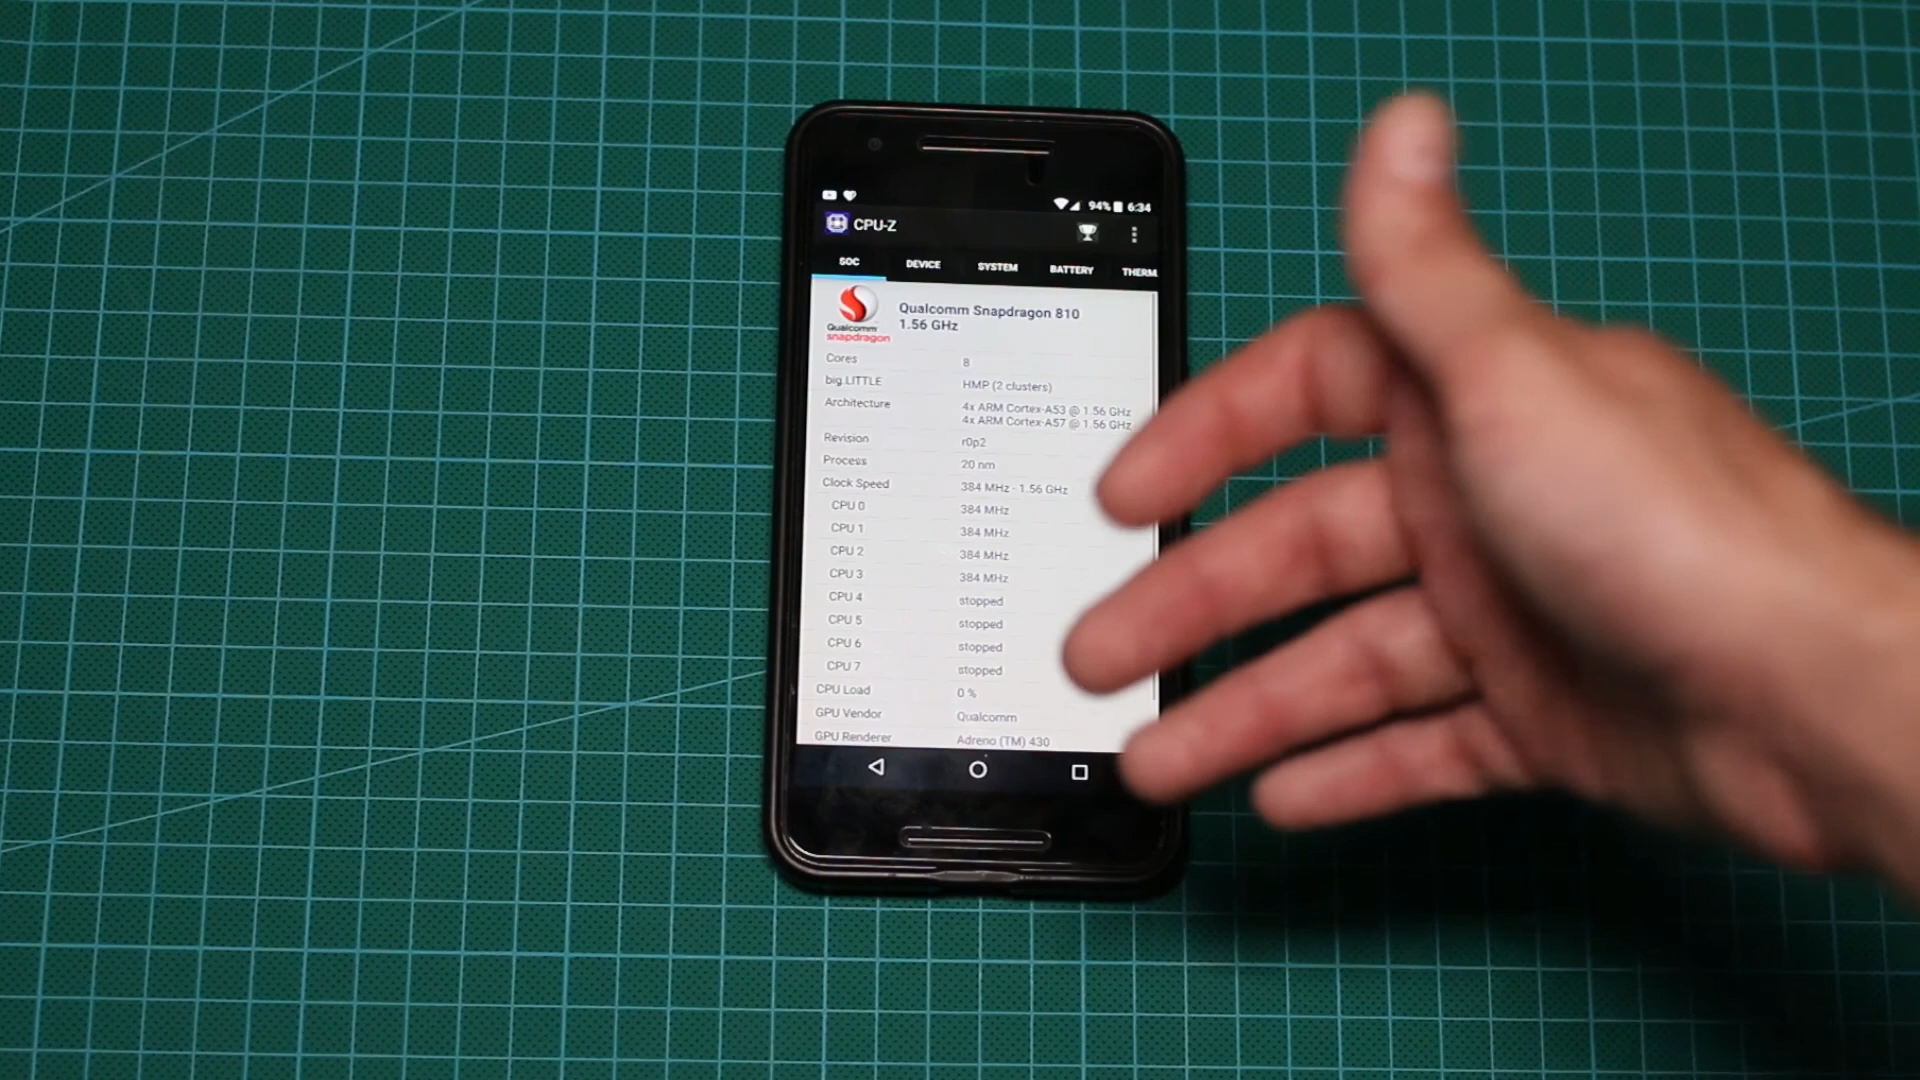 94% 6:34
CPU-Z
SOC DEVICE SYSTEM BATTERY THERM
Qualcomm Snapdragon 810
1.56 GHz
Qualcomm
snapdragon
Cores 8
big.LITTLE HMP (2 clusters)
Architecture 4x ARM Cortex-A53 @ 1.56 GHz
4x ARM Cortex-A57 @ 1.56 GHz
Revision r0p2
Process 20 nm
Clock Speed 384 MHz - 1.56 GHz
CPU 0 384 MHz
CPU 1 384 MHz
CPU 2 384 MHz
CPU 3 384 MHz
CPU 4 stopped
CPU 5 stopped
CPU 6 stopped
CPU 7 stopped
CPU Load 0 %
GPU Vendor Qualcomm
GPU Renderer Adreno (TM) 430